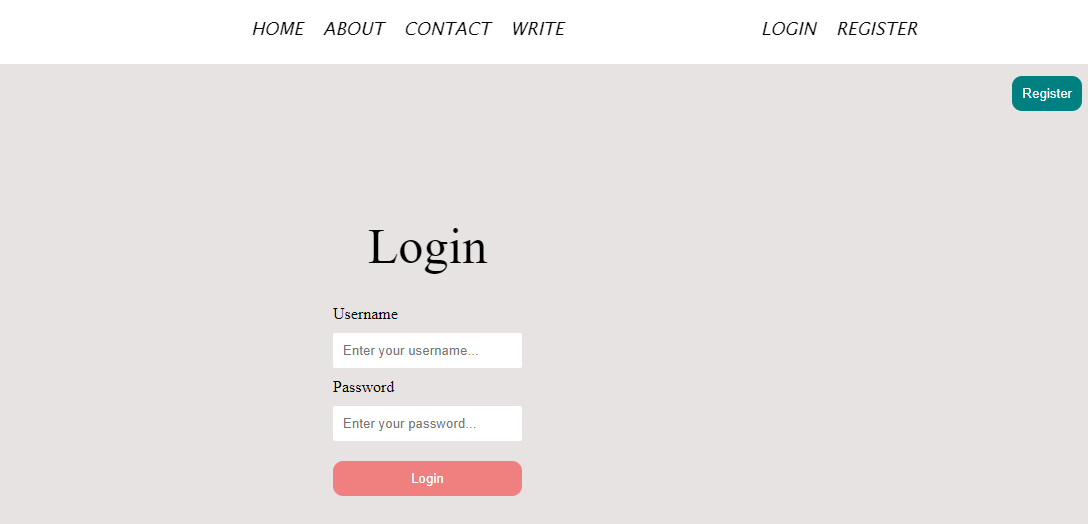 HOME ABOUT CONTACT WRITE LOGIN REGISTER
Register
Login
Username
Enter your username...
Password
Enter your password...
Login